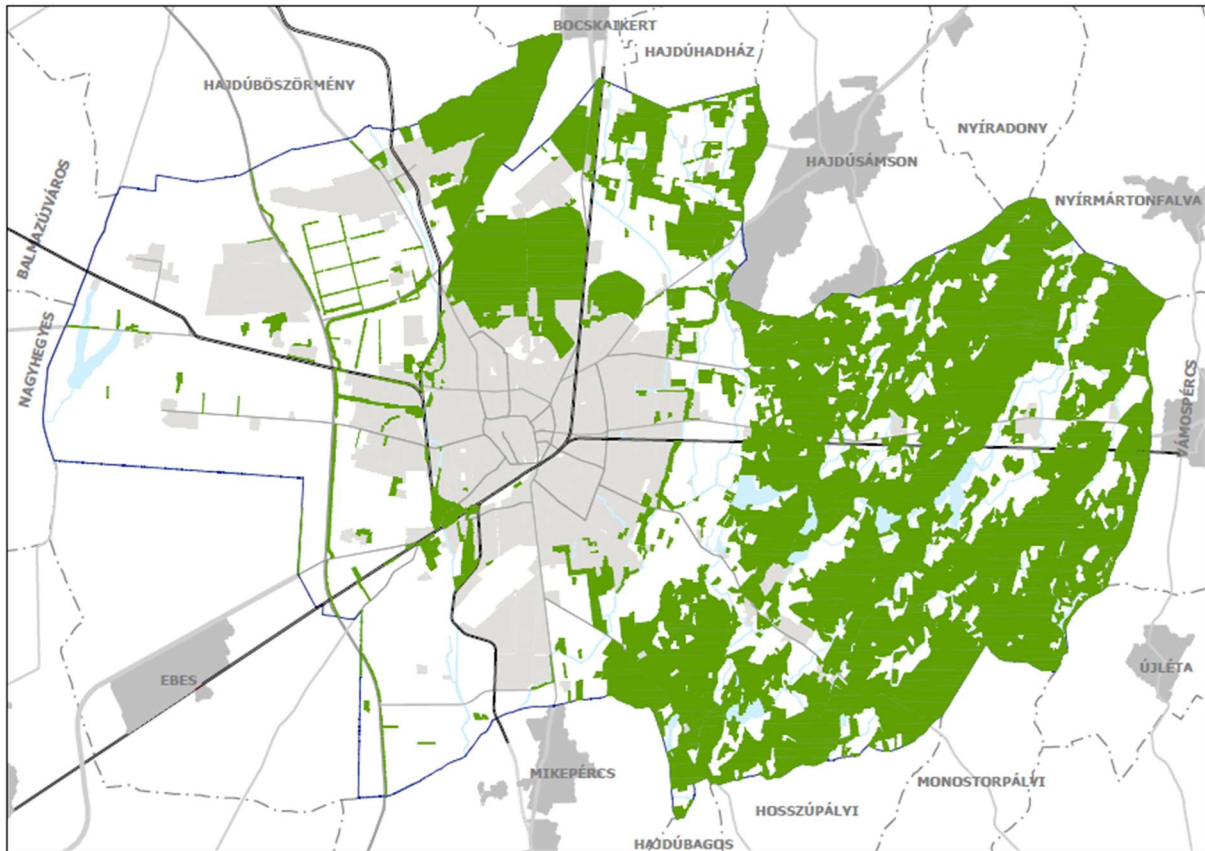 BOCSKAIKERT
HAJDÚHADHÁZ
HAJDÚBÖSZÖRMÉNY
NYÍRADONY
HAJDÚSÁMSON
BALMAZÚJVÁROS
NYÍRMÁRTONFALVA
NAGYHEGYES
VÁMOSPÉRCS
EBES
ÚJLÉTA
MIKEPÉRCS
MONOSTORPÁLYI
HOSSZÚPÁLYI
HAJDÚBAGOS